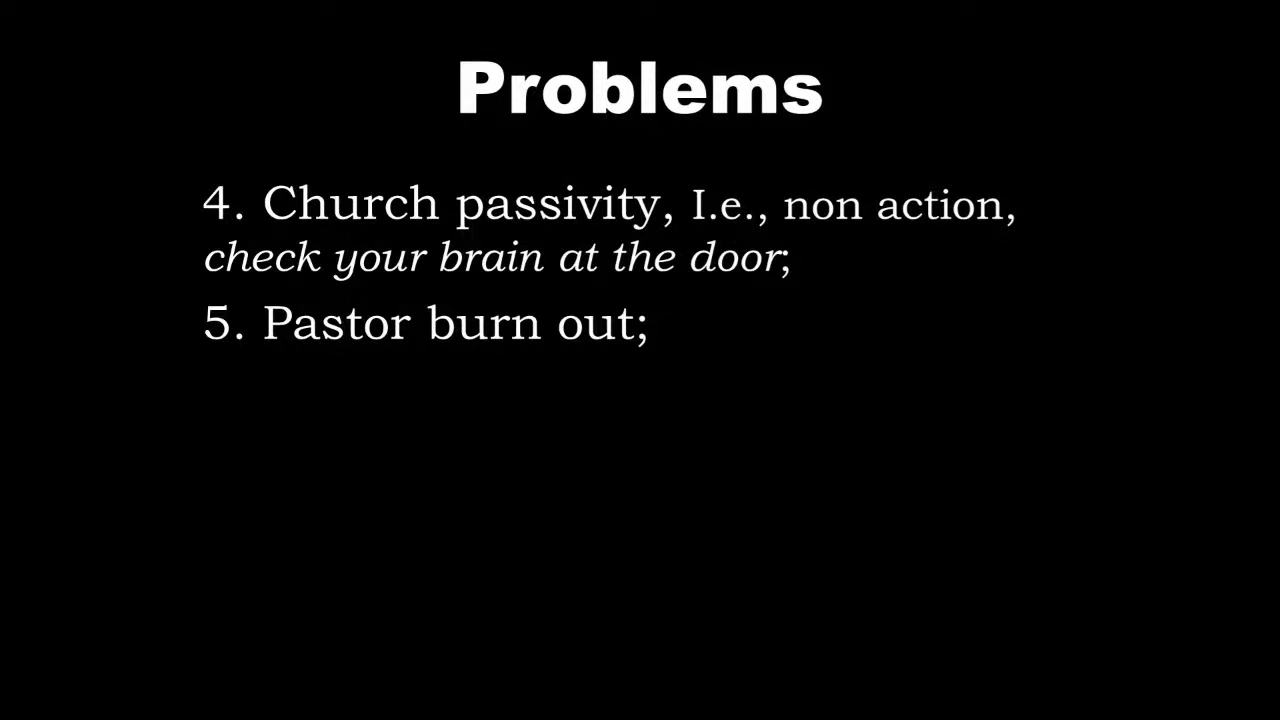 Problems
4. Church passivity, I.e., non action,
check your brain at the door;
5. Pastor burn out;